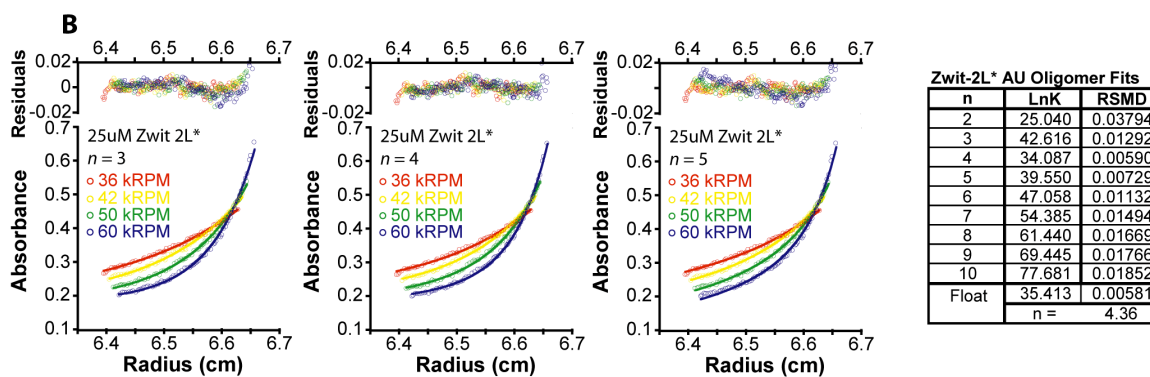 B
6.4 6.5 6.6 6.7
Residuals
0.02
0
-0.02
0.7
0.6
0.5
0.4
0.3
0.2
0.1
Absorbance
25uM Zwit 2L*
n = 3
36 kRPM
42 kRPM
50 kRPM
60 kRPM
6.4 6.5 6.6 6.7
Radius (cm)
6.4 6.5 6.6 6.7
Residuals
0.02
0
-0.02
0.7
0.6
0.5
0.4
0.3
0.2
0.1
Absorbance
25uM Zwit 2L*
n = 4
36 kRPM
42 kRPM
50 kRPM
60 kRPM
6.4 6.5 6.6 6.7
Radius (cm)
6.4 6.5 6.6 6.7
Residuals
0.02
0
-0.02
0.7
0.6
0.5
0.4
0.3
0.2
0.1
Absorbance
25uM Zwit 2L*
n = 5
36 kRPM
42 kRPM
50 kRPM
60 kRPM
6.4 6.5 6.6 6.7
Radius (cm)
Zwit-2L* AU Oligomer Fits
n LnK RSMD
2 25.040 0.03794
3 42.616 0.01292
4 34.087 0.00590
5 39.550 0.00729
6 47.058 0.01132
7 54.385 0.01494
8 61.440 0.01669
9 69.445 0.01766
10 77.681 0.01852
Float 35.413 0.00581
n = 4.36